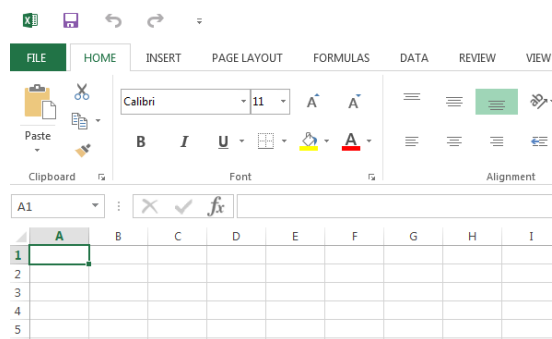 FILE HOME INSERT PAGE LAYOUT FORMULAS DATA REVIEW VIEW
Calibri 11 A A
B I U A
Paste
Clipboard Font Alignment
A1 fx
A B C D E F G H I
1
2
3
4
5